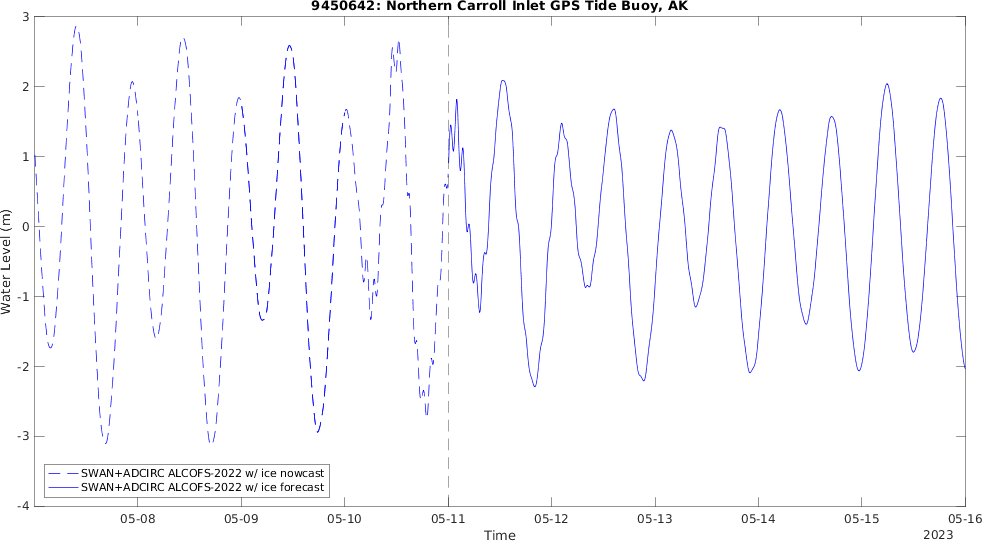 9450642: Northern Carroll Inlet GPS Tide Buoy, AK
3
2
1
0
-1
-2
-3
-4
Water Level (m)
SWAN+ADCIRC ALCOFS-2022 w/ ice nowcast
SWAN+ADCIRC ALCOFS-2022 w/ ice forecast
05-08 05-09 05-10 05-11 05-12 05-13 05-14 05-15 05-16
Time
2023